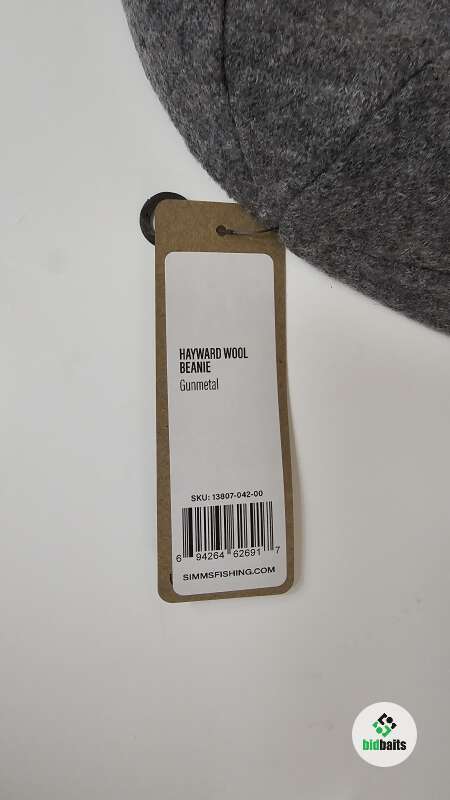 HAYWARD WOOL
BEANIE
Gunmetal
SKU: 13807-042-00
6 94264 62691 7
SIMMSFISHING.COM
bidbaits